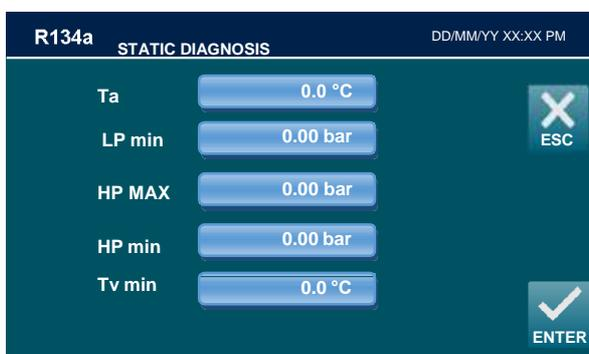 R134a STATIC DIAGNOSIS DD/MM/YY XX:XX PM
Ta 0.0 °C
LP min 0.00 bar
ESC
HP MAX 0.00 bar
HP min 0.00 bar
Tv min 0.0 °C
ENTER